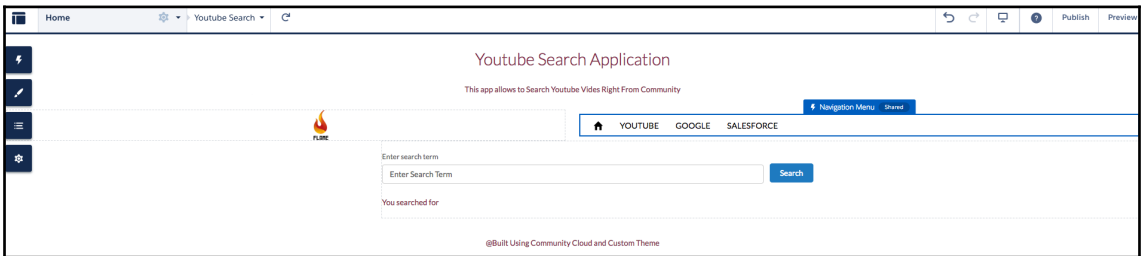 Home
Youtube Search
Publish
Preview
Youtube Search Application
This app allows to Search Youtube Vides Right From Community
Navigation Menu Shared
FLAME
YOUTUBE GOOGLE SALESFORCE
Enter search term
Enter Search Term
Search
You searched for
@Built Using Community Cloud and Custom Theme